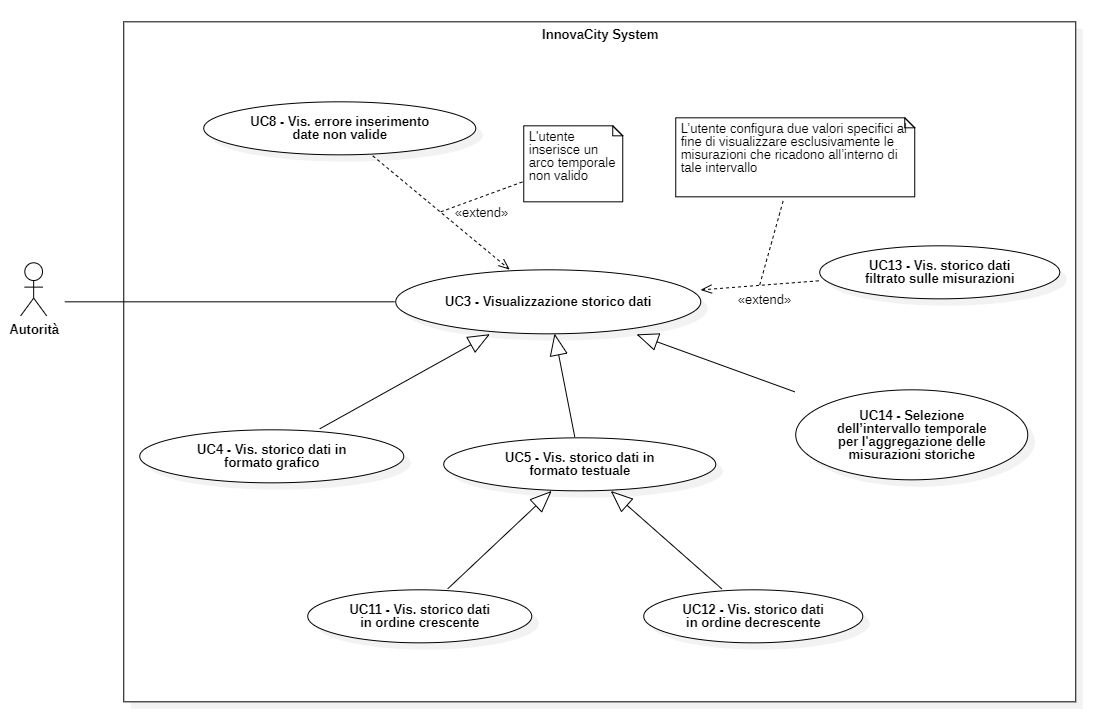 InnovaCity System
UC8 - Vis. errore inserimento
date non valide
L'utente
inserisce un
arco temporale
non valido
L'utente configura due valori specifici al
fine di visualizzare esclusivamente le
misurazioni che ricadono all'interno di
tale intervallo
«extend»
UC13 - Vis. storico dati
filtrato sulle misurazioni
«extend»
UC3 - Visualizzazione storico dati
Autorità
UC4 - Vis. storico dati in
formato grafico
UC5 - Vis. storico dati in
formato testuale
UC14 - Selezione
dell'intervallo temporale
per l'aggregazione delle
misurazioni storiche
UC11 - Vis. storico dati
in ordine crescente
UC12 - Vis. storico dati
in ordine decrescente